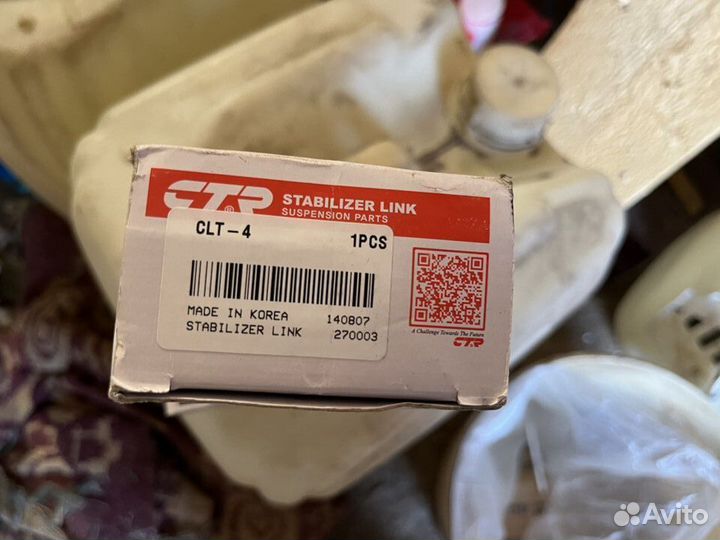 CTR STABILIZER LINK
® SUSPENSION PARTS
CLT-4 1PCS
MADE IN KOREA 140807
STABILIZER LINK 270003
A Challenge Towards The Future
CTR
Avito